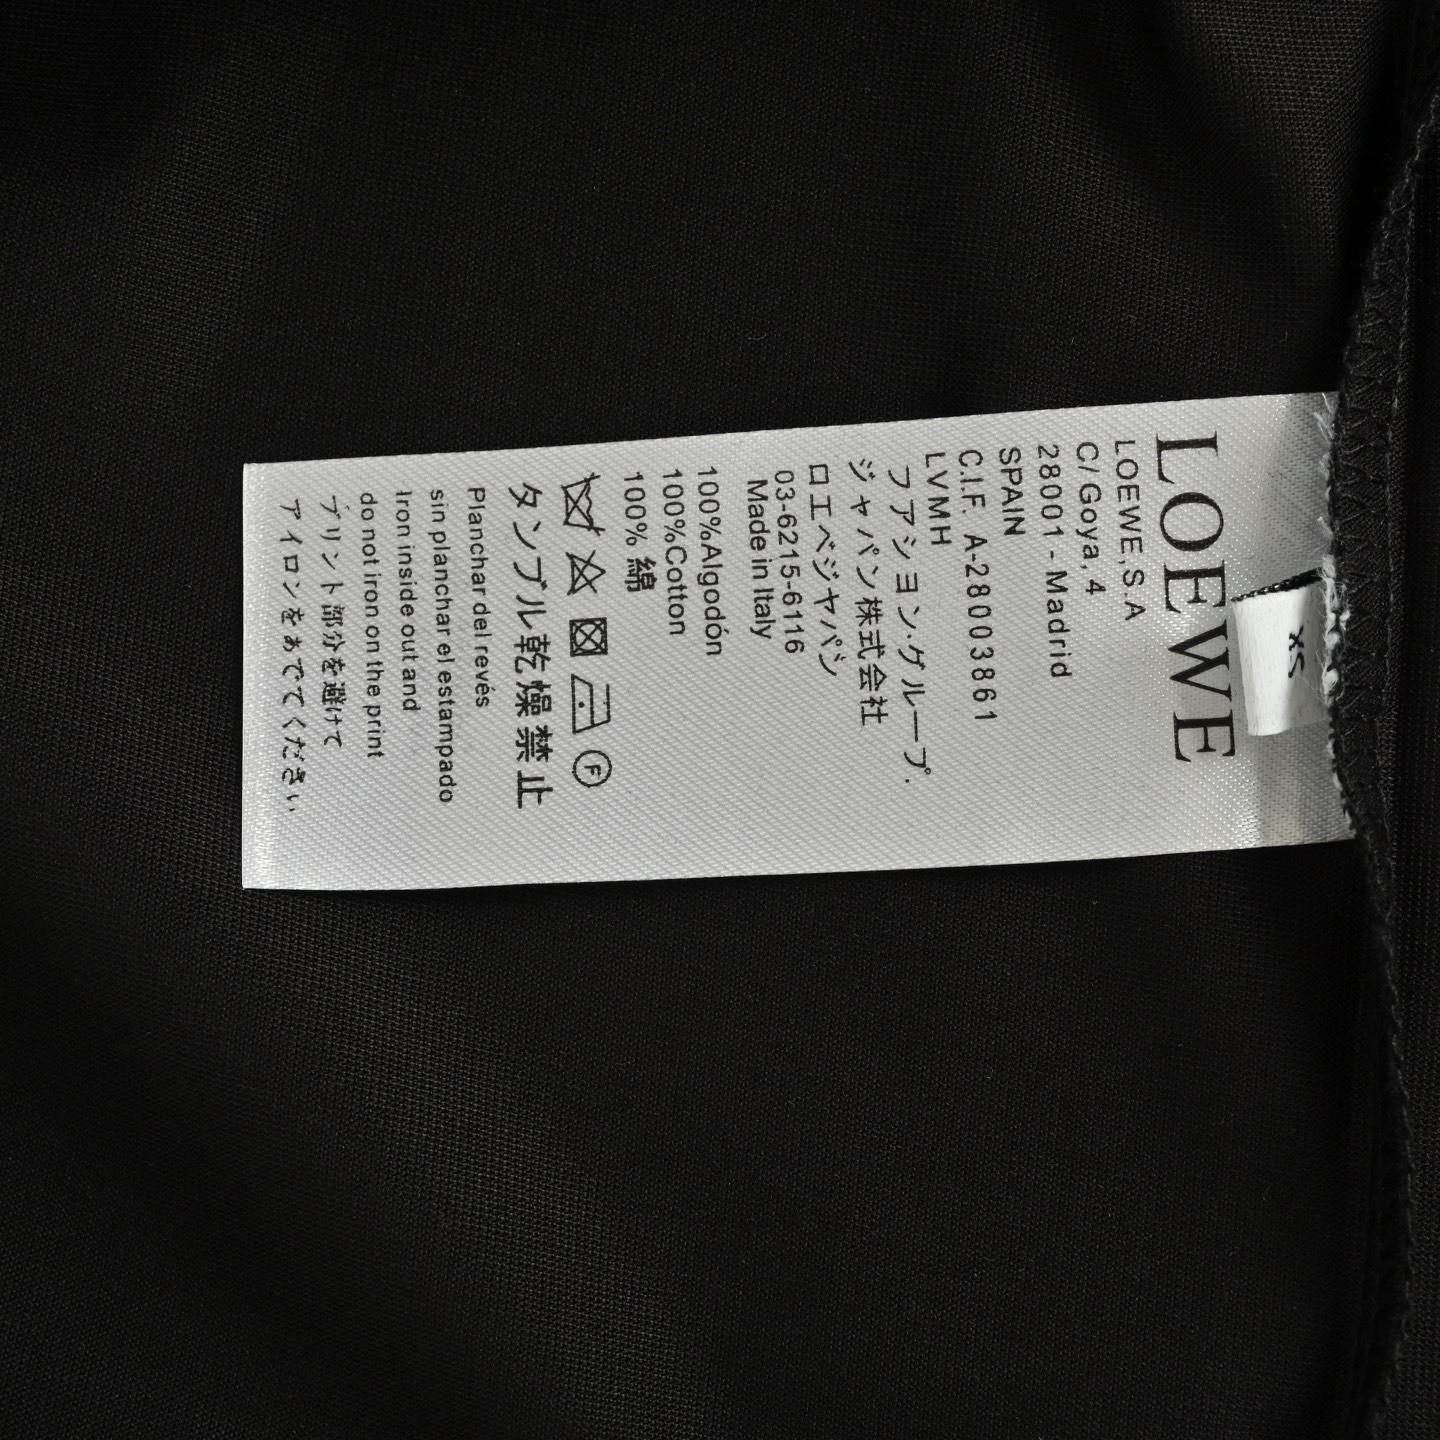 LOEWE
XS
LOEWE,S.A
C/Goya, 4
28001 - Madrid
SPAIN
C.I.F. A-28003861
LVMH
フアシヨン·グループ.
ジャパン株式会社
ロエベジャパン
03-6215-6116
Made in Italy
100%Algodón
100%Cotton
100% 綿
F
タンブル乾燥禁止
Planchar del revés
sin planchar el estampado
Iron inside out and
do not iron on the print
プリント部分を避けて
アイロンをあでてください